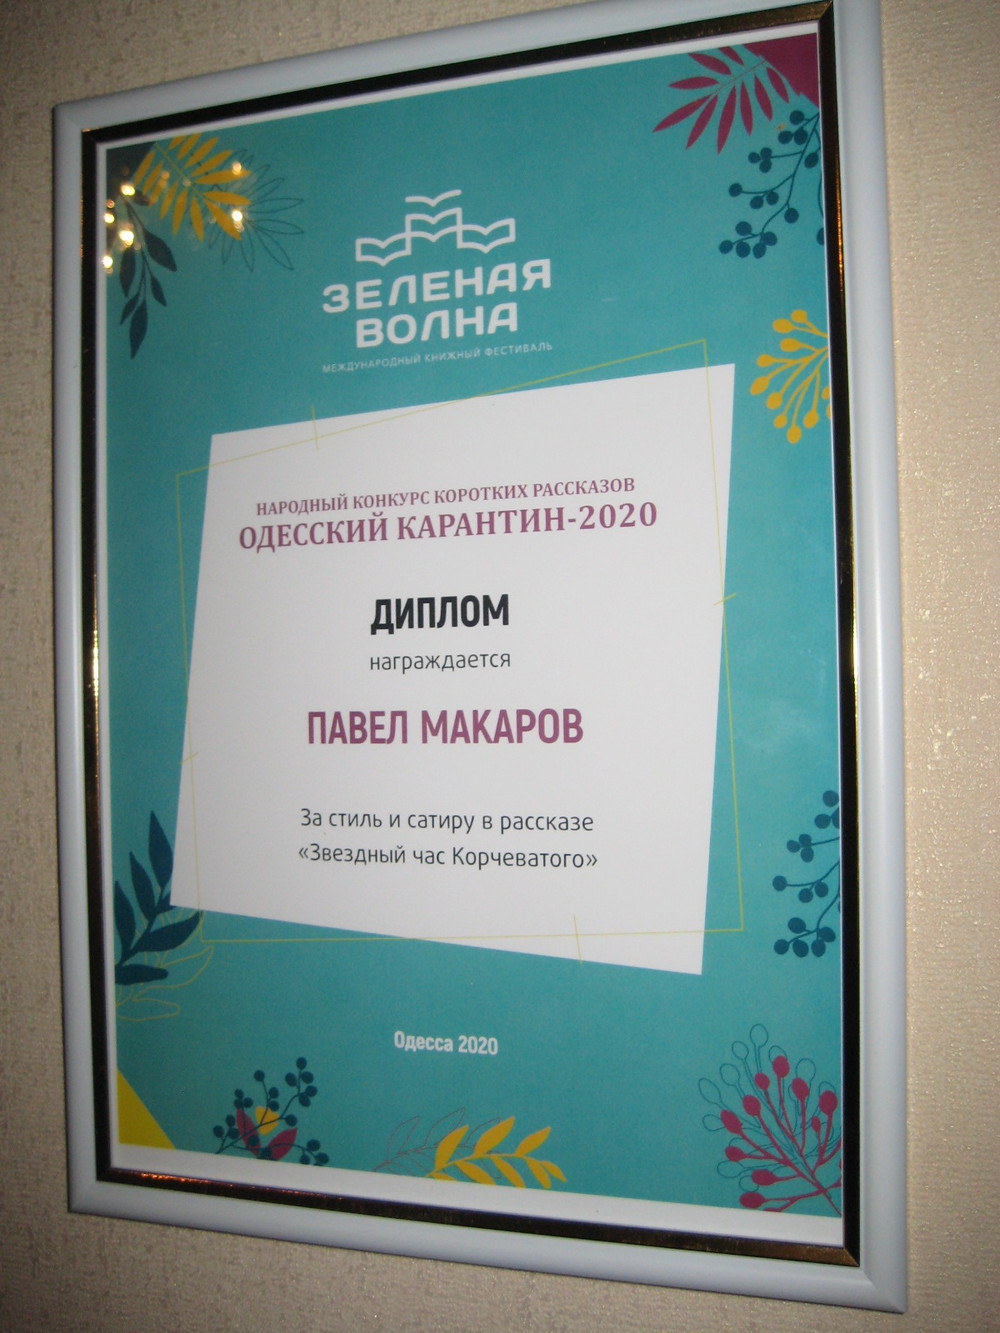 ЗЕЛЕНАЯ
ВОЛНА
МЕЖДУНАРОДНЫЙ КНИЖНЫЙ ФЕСТИВАЛЬ
НАРОДНЫЙ КОНКУРС КОРОТКИХ РАССКАЗОВ
ОДЕССКИЙ КАРАНТИН-2020
ДИПЛОМ
награждается
ПАВЕЛ МАКАРОВ
За стиль и сатиру в рассказе
«Звездный час Корчеватого»
Одесса 2020